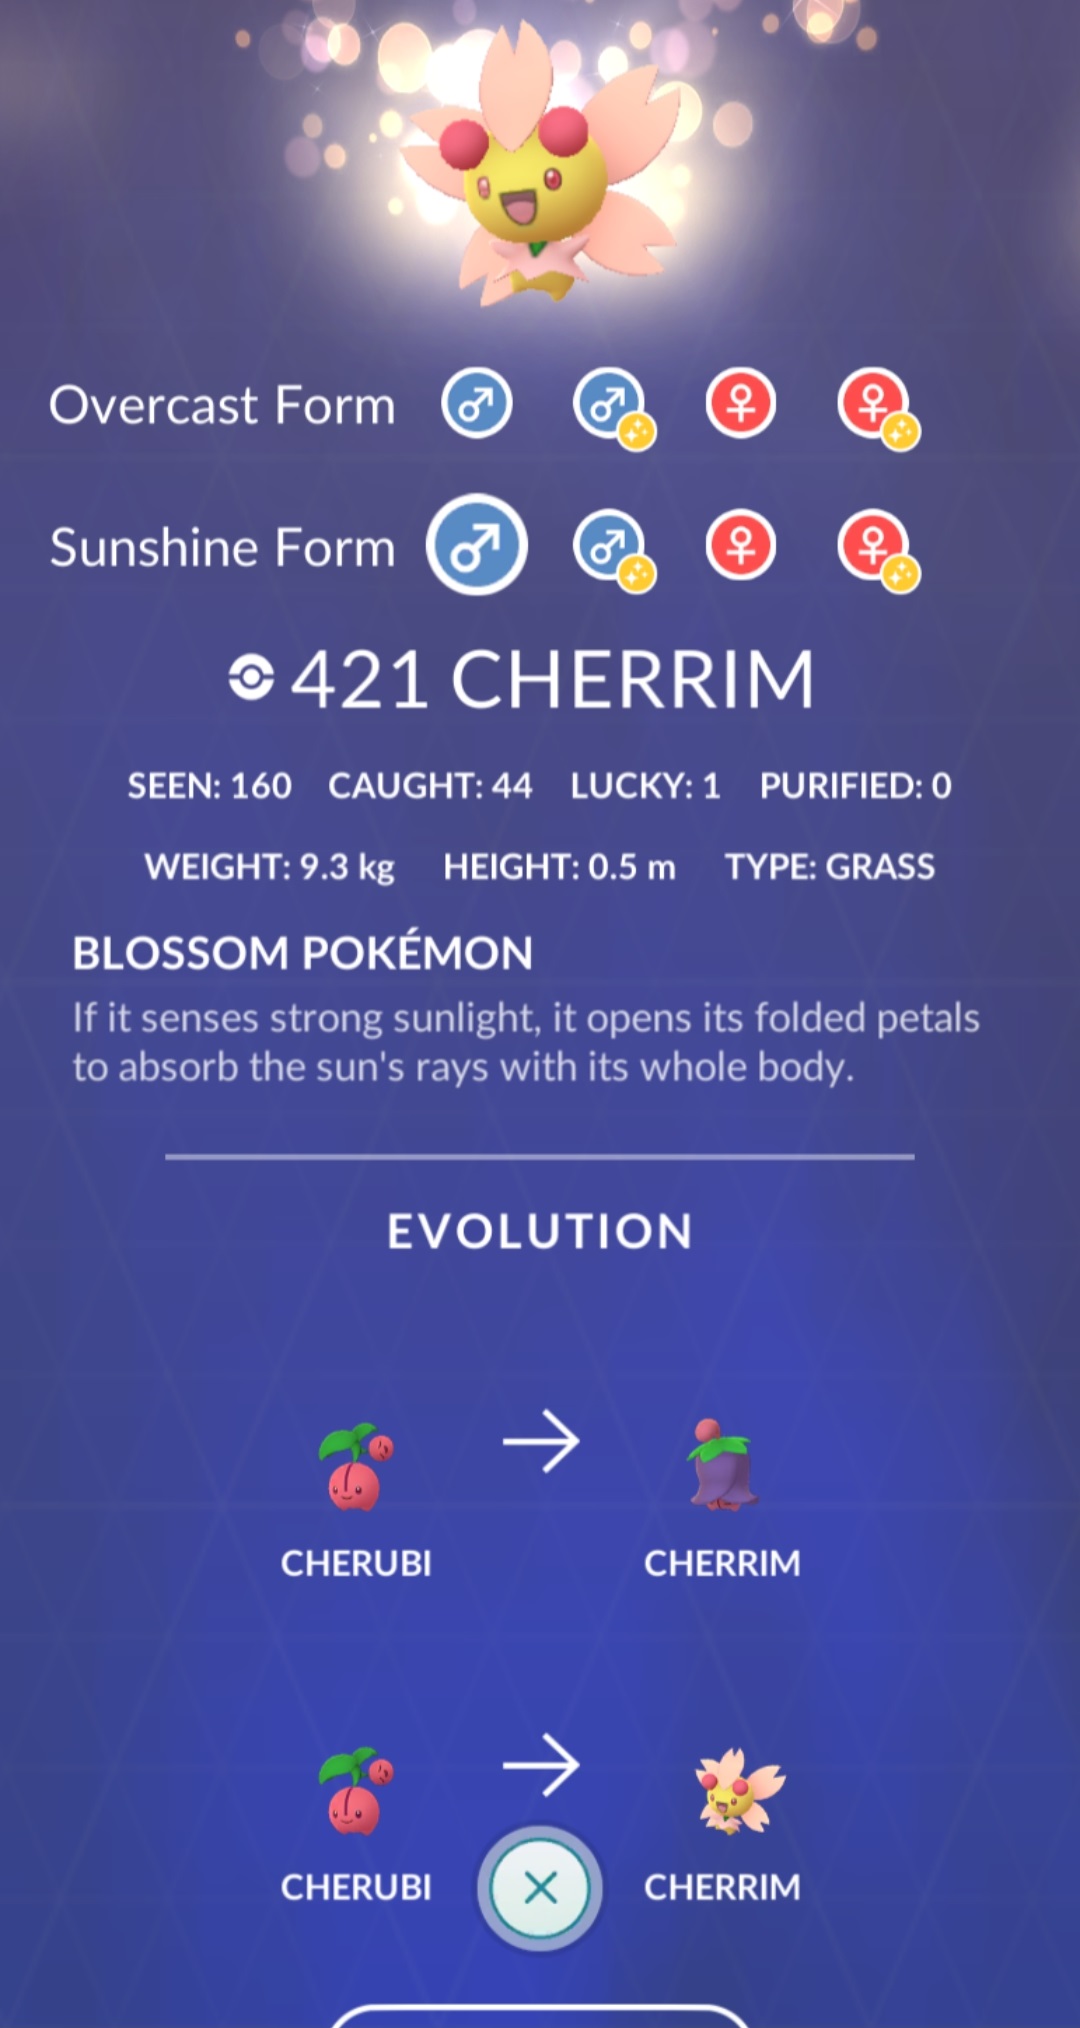 Overcast Form
Sunshine Form
421 CHERRIM
SEEN: 160 CAUGHT: 44 LUCKY: 1 PURIFIED: 0
WEIGHT: 9.3 kg HEIGHT: 0.5 m TYPE: GRASS
BLOSSOM POKÉMON
If it senses strong sunlight, it opens its folded petals
to absorb the sun's rays with its whole body.
EVOLUTION
CHERUBI CHERRIM
CHERUBI CHERRIM